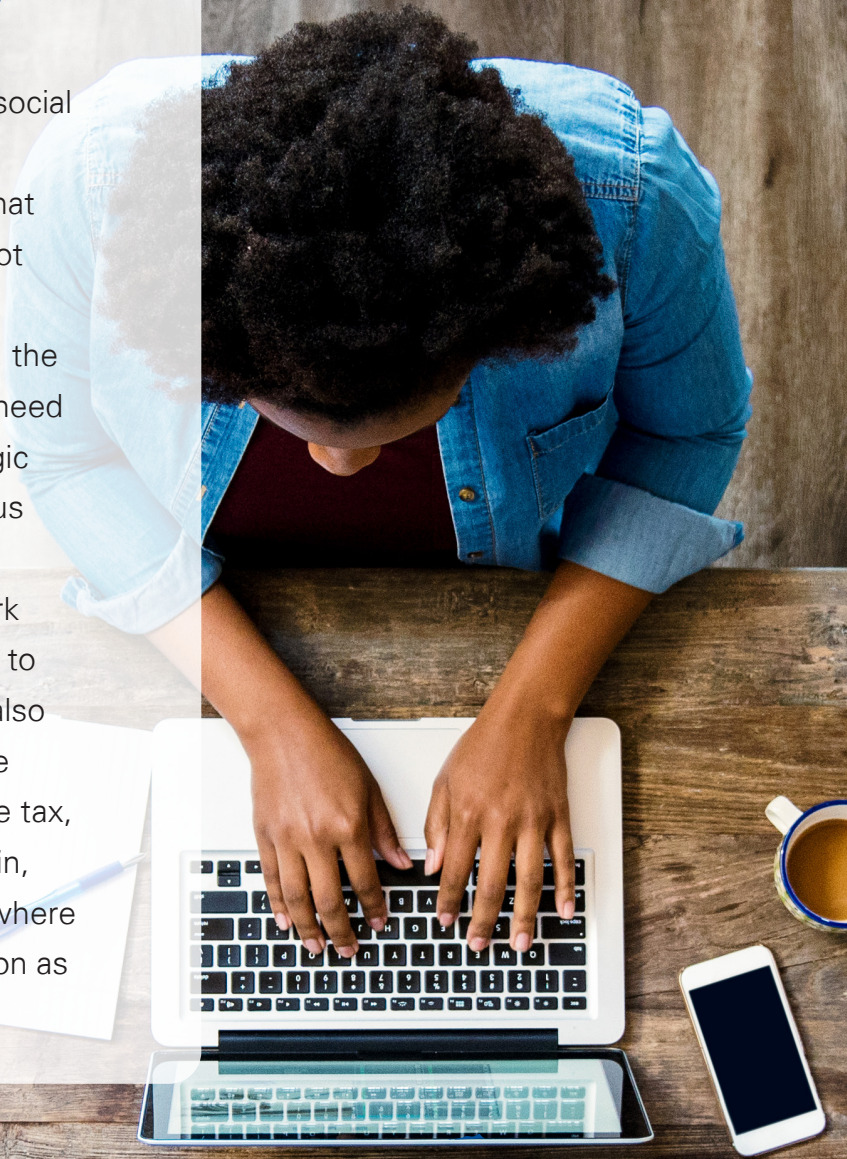 social
hat
ot
the
need
gic
us
rk
to
also
e
e tax,
in,
where
on as